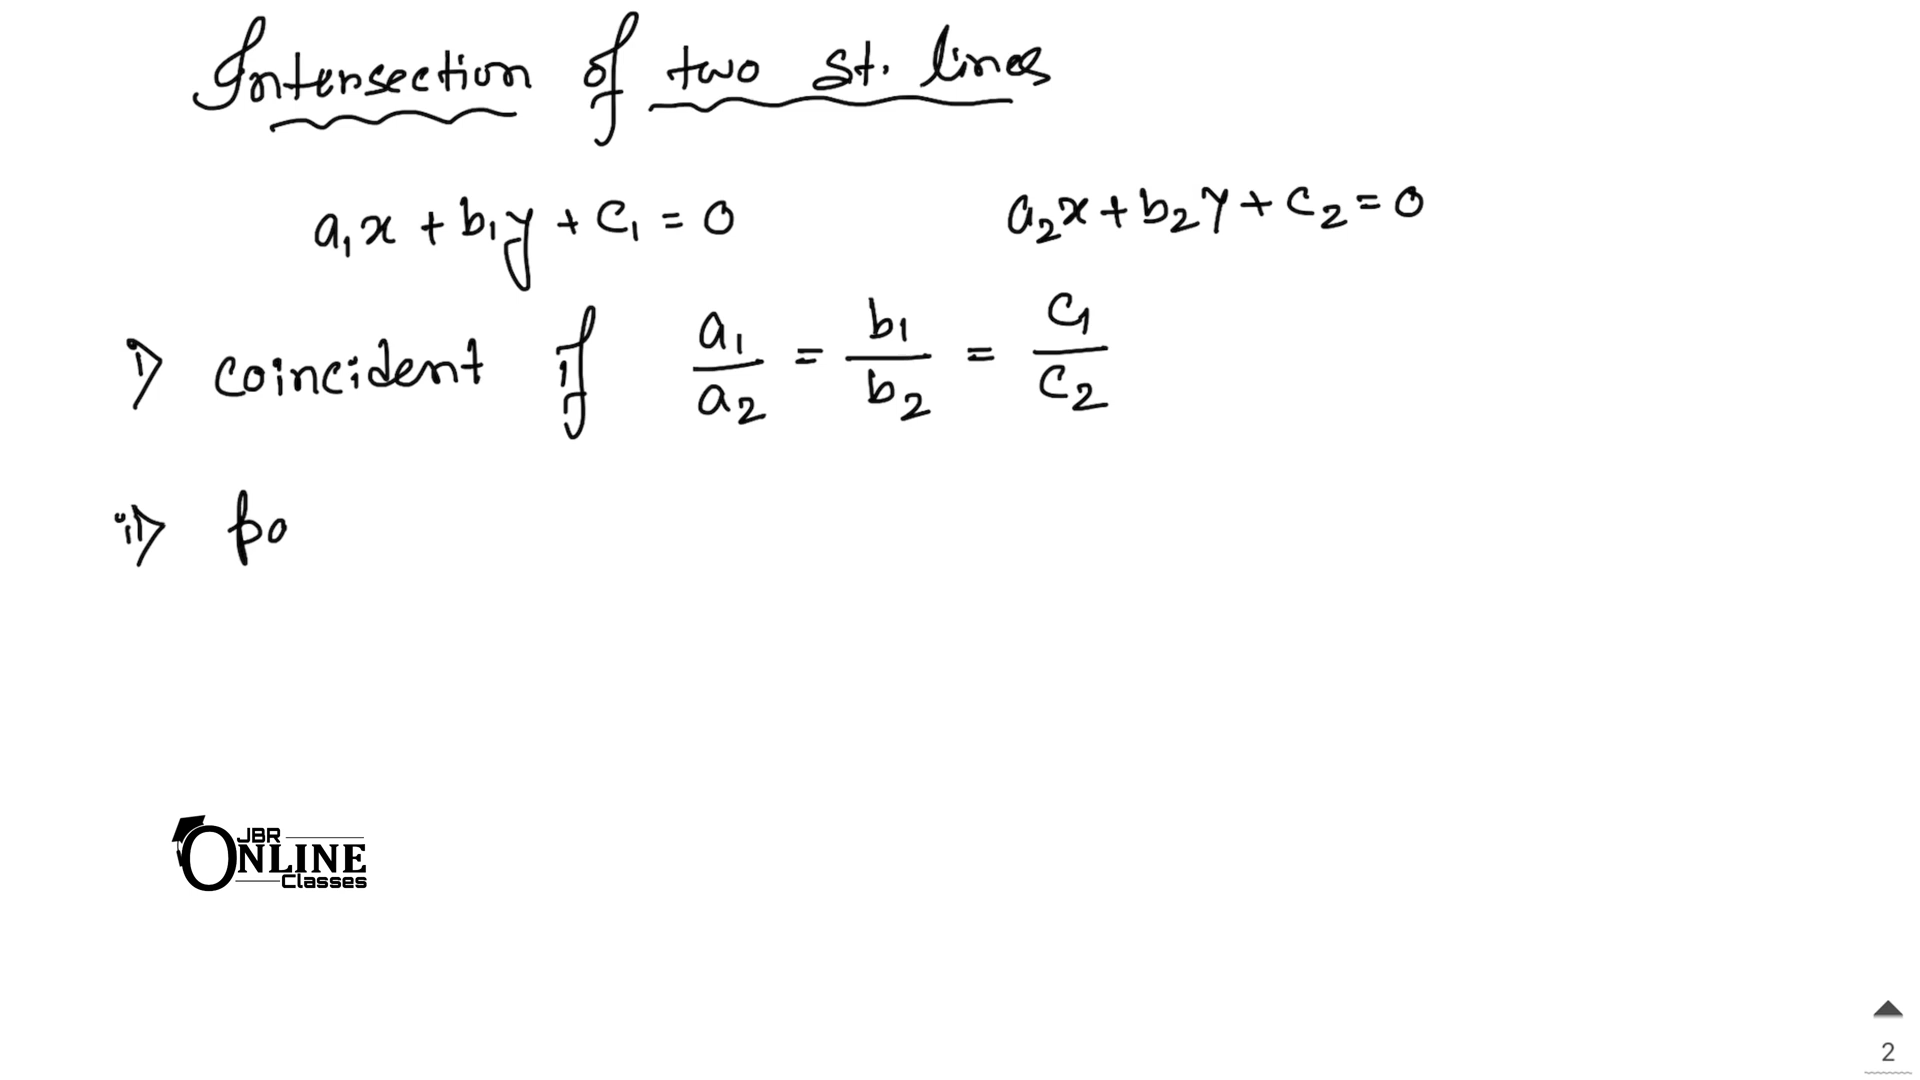 Intersection of two st. lines
a₁x + b₁y + c₁ = 0 a₂x + b₂y + c₂ = 0
i) coincident if a₁/a₂ = b₁/b₂ = c₁/c₂
ii) pa
JBR
ONLINE
Classes
2